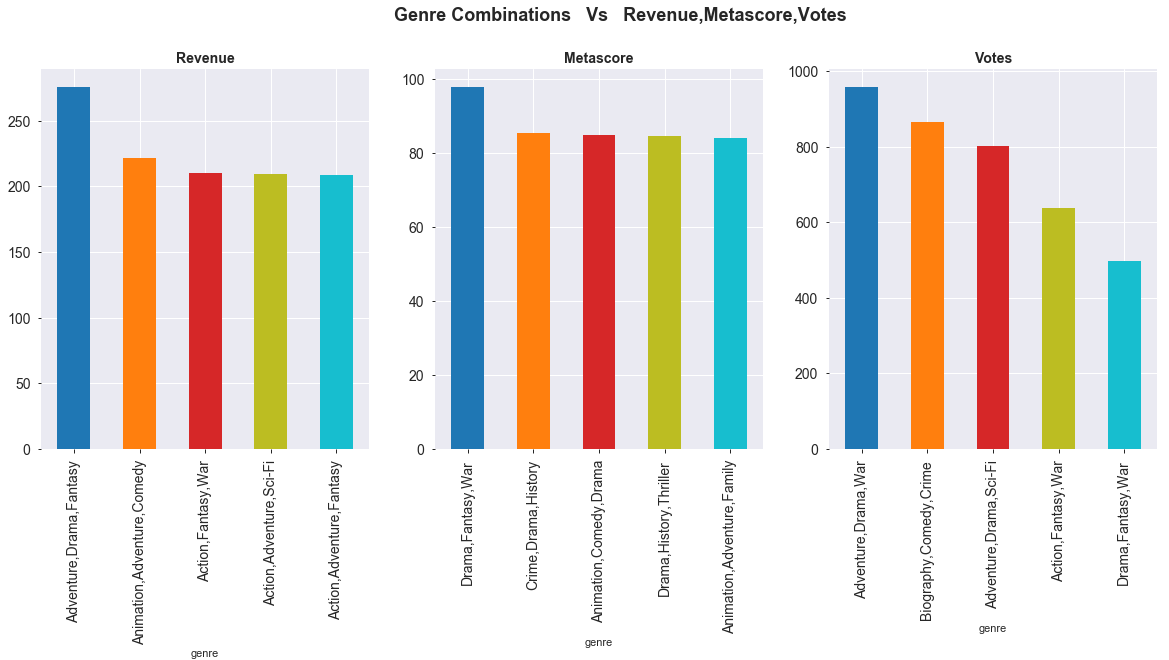 Genre Combinations   Vs   Revenue,Metascore,Votes
Revenue
250
200
150
100
50
0
Adventure,Drama,Fantasy
Animation,Adventure,Comedy
Action,Fantasy,War
Action,Adventure,Sci-Fi
Action,Adventure,Fantasy
genre
Metascore
100
80
60
40
20
0
Drama,Fantasy,War
Crime,Drama,History
Animation,Comedy,Drama
Drama,History,Thriller
Animation,Adventure,Family
genre
Votes
1000
800
600
400
200
0
Adventure,Drama,War
Biography,Comedy,Crime
Adventure,Drama,Sci-Fi
Action,Fantasy,War
Drama,Fantasy,War
genre